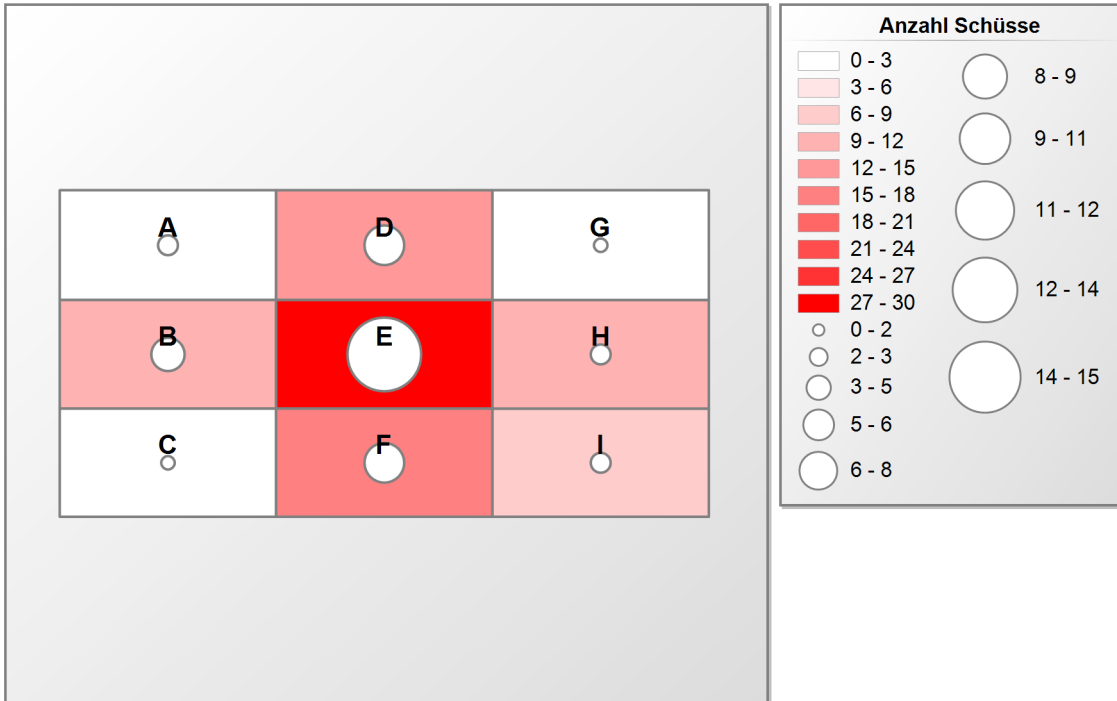 A
D
G
B
E
H
C
F
I
Anzahl Schüsse
0 - 3
3 - 6
6 - 9
9 - 12
12 - 15
15 - 18
18 - 21
21 - 24
24 - 27
27 - 30
0 - 2
2 - 3
3 - 5
5 - 6
6 - 8
8 - 9
9 - 11
11 - 12
12 - 14
14 - 15